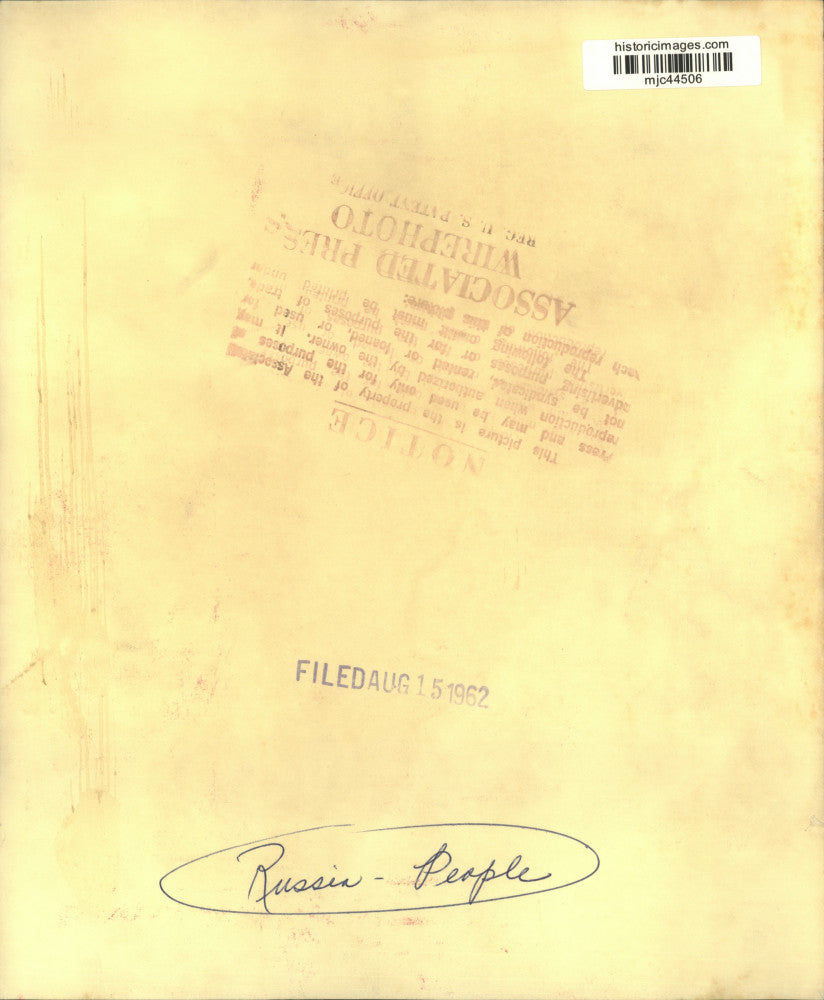 historicimages.com
mjc44506
NOTICE
This picture is the property of the Associated
Press and may be used only for the purposes of
reproduction when authorized by the owner. It may
not be syndicated, rented or loaned, or used for
advertising purposes or for the purposes of trade.
The following credit must be printed under
each reproduction of this picture:
ASSOCIATED PRESS
WIREPHOTO
REG. U. S. PATENT OFFICE
FILED AUG 15 1962
Russia - People